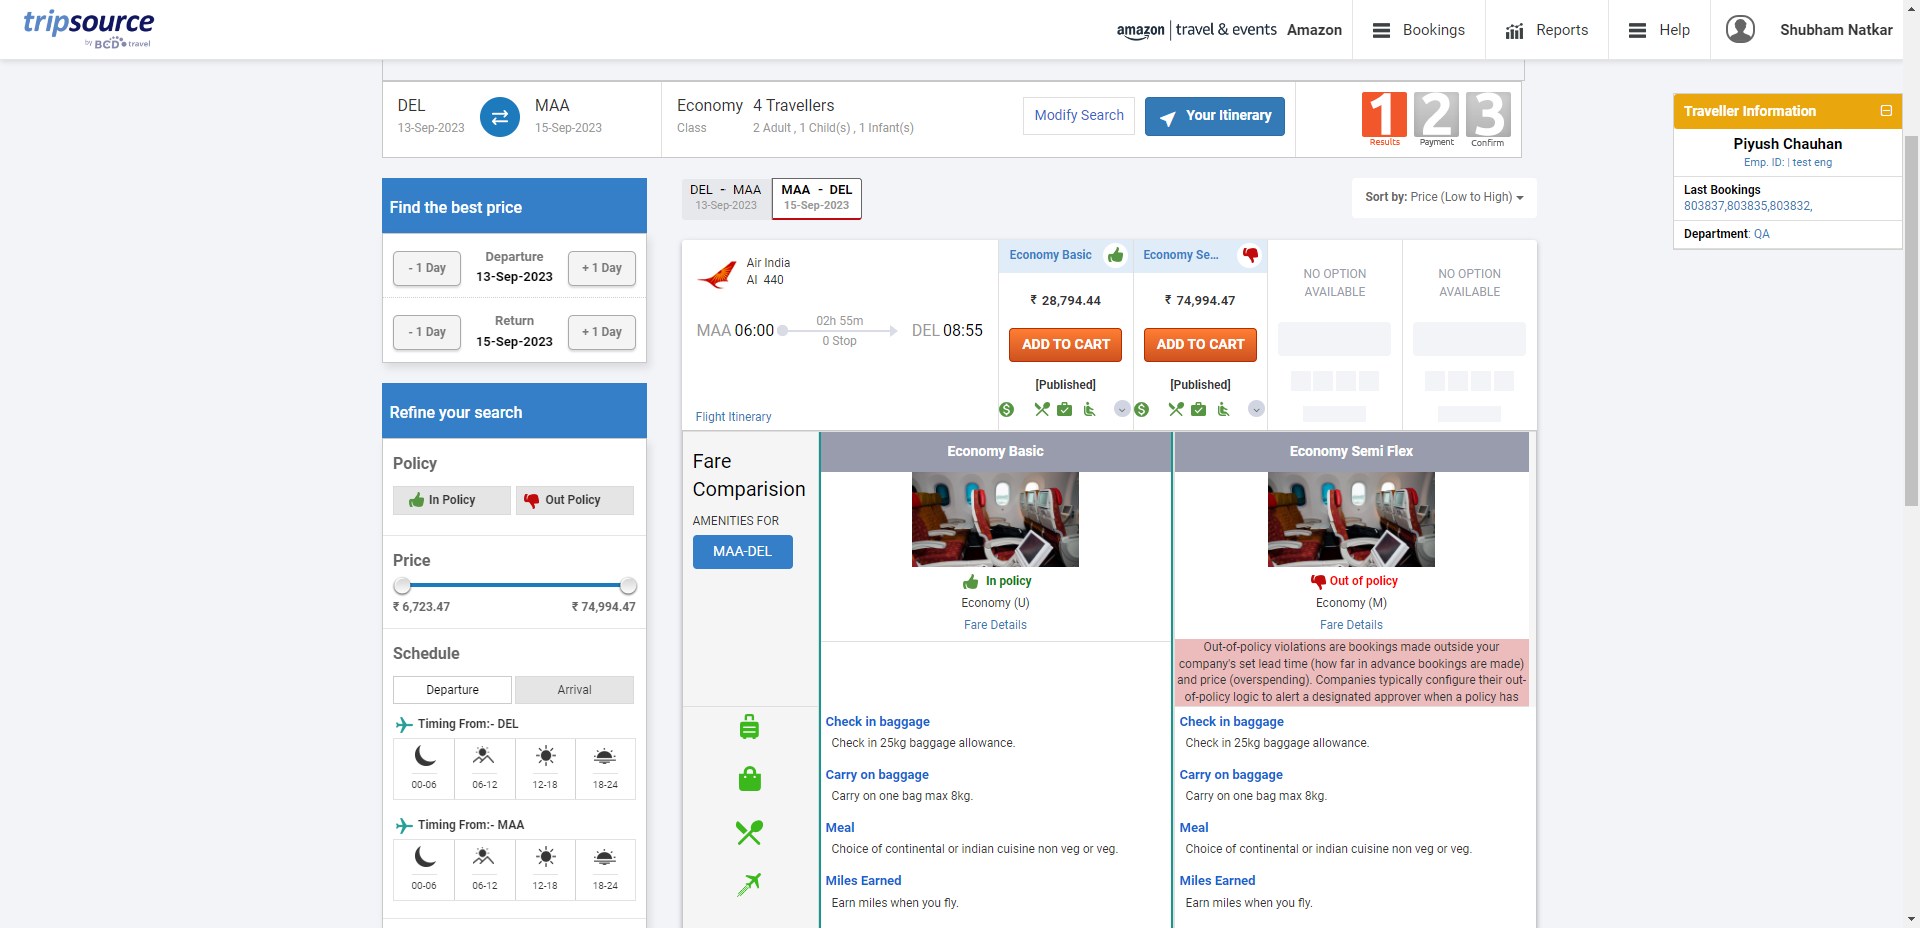 tripsource
by BCD travel
amazon | travel & events Amazon
Bookings
Reports
Help
Shubham Natkar
DEL
13-Sep-2023
MAA
15-Sep-2023
Economy
Class
4 Travellers
2 Adult , 1 Child(s) , 1 Infant(s)
Modify Search
Your Itinerary
1
Results
2
Payment
3
Confirm
Traveller Information
Piyush Chauhan
Emp. ID: | test eng
Last Bookings
803837,803835,803832,
Department: QA
Find the best price
- 1 Day
Departure
13-Sep-2023
+ 1 Day
- 1 Day
Return
15-Sep-2023
+ 1 Day
Refine your search
Policy
In Policy
Out Policy
Price
₹ 6,723.47
₹ 74,994.47
Schedule
Departure
Arrival
Timing From:- DEL
00-06
06-12
12-18
18-24
Timing From:- MAA
00-06
06-12
12-18
18-24
DEL - MAA
13-Sep-2023
MAA - DEL
15-Sep-2023
Sort by: Price (Low to High)
Air India
AI 440
MAA 06:00
02h 55m
0 Stop
DEL 08:55
Flight Itinerary
Economy Basic
₹ 28,794.44
ADD TO CART
[Published]
Economy Se...
₹ 74,994.47
ADD TO CART
[Published]
NO OPTION
AVAILABLE
NO OPTION
AVAILABLE
Fare
Comparision
AMENITIES FOR
MAA-DEL
Economy Basic
In policy
Economy (U)
Fare Details
Check in baggage
Check in 25kg baggage allowance.
Carry on baggage
Carry on one bag max 8kg.
Meal
Choice of continental or indian cuisine non veg or veg.
Miles Earned
Earn miles when you fly.
Economy Semi Flex
Out of policy
Economy (M)
Fare Details
Out-of-policy violations are bookings made outside your
company's set lead time (how far in advance bookings are made)
and price (overspending). Companies typically configure their out-
of-policy logic to alert a designated approver when a policy has
Check in baggage
Check in 25kg baggage allowance.
Carry on baggage
Carry on one bag max 8kg.
Meal
Choice of continental or indian cuisine non veg or veg.
Miles Earned
Earn miles when you fly.